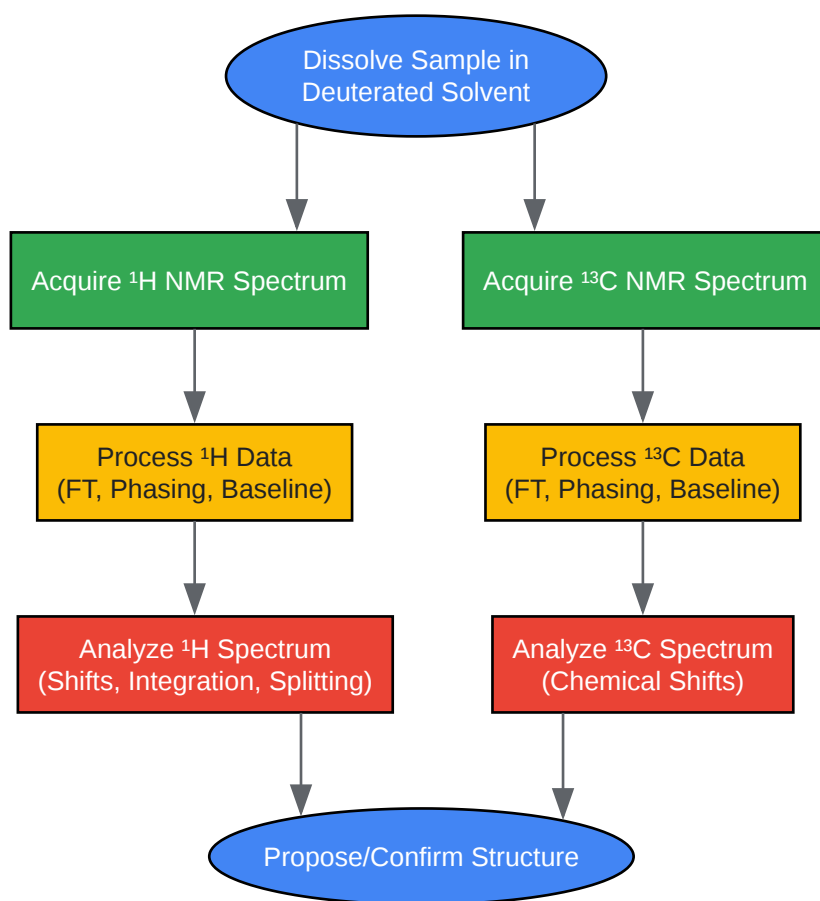 Dissolve Sample in
Deuterated Solvent
Acquire ¹H NMR Spectrum
Acquire ¹³C NMR Spectrum
Process ¹H Data
(FT, Phasing, Baseline)
Process ¹³C Data
(FT, Phasing, Baseline)
Analyze ¹H Spectrum
(Shifts, Integration, Splitting)
Analyze ¹³C Spectrum
(Chemical Shifts)
Propose/Confirm Structure